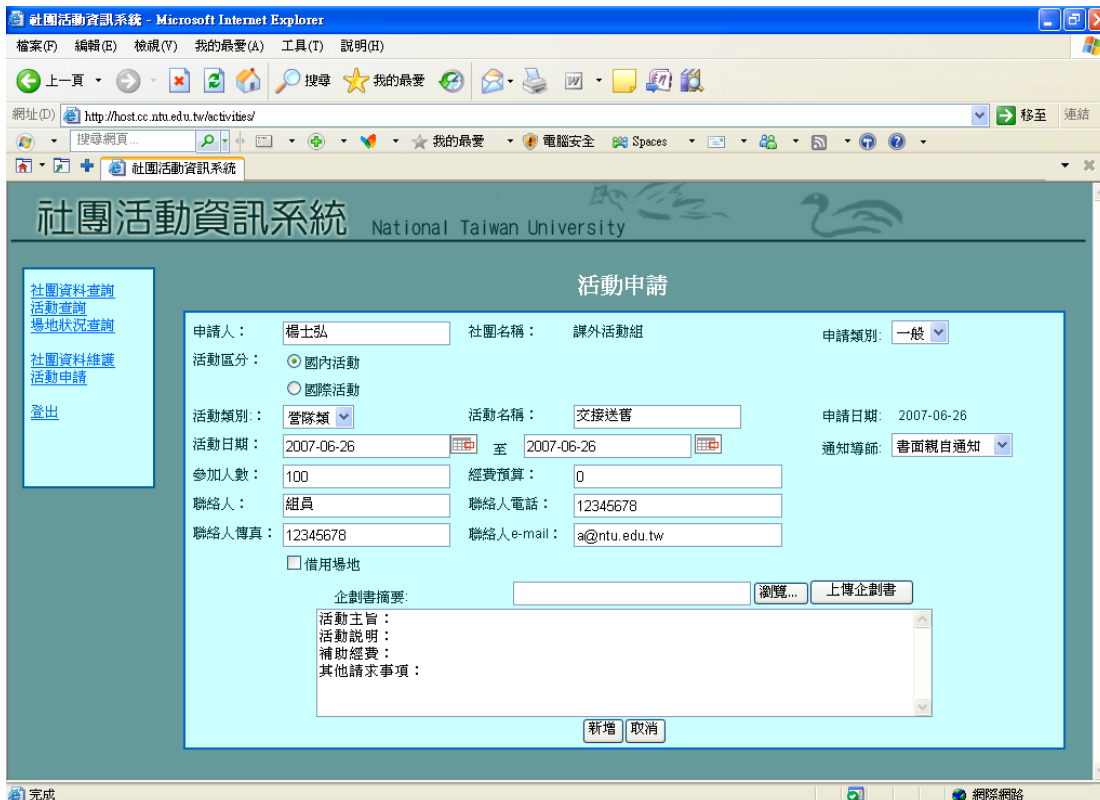 社團活動資訊系統 - Microsoft Internet Explorer
檔案(F) 編輯(E) 檢視(V) 我的最愛(A) 工具(T) 說明(H)
上一頁 搜尋 我的最愛
網址(D) http://host.cc.ntu.edu.tw/activities/ 移至 連結
搜尋網頁... 我的最愛 電腦安全 Spaces
社團活動資訊系統
社團活動資訊系統 National Taiwan University
社團資料查詢
活動查詢
場地狀況查詢
社團資料維護
活動申請
登出
活動申請
申請人： 楊士弘 社團名稱： 課外活動組 申請類別: 一般
活動區分： 國內活動
國際活動
活動類別:： 營隊類 活動名稱： 交接送舊 申請日期: 2007-06-26
活動日期： 2007-06-26 至 2007-06-26 通知導師: 書面親自通知
參加人數： 100 經費預算： 0
聯絡人： 組員 聯絡人電話： 12345678
聯絡人傳真： 12345678 聯絡人e-mail： a@ntu.edu.tw
借用場地
企劃書摘要: 瀏覽... 上傳企劃書
活動主旨：
活動說明：
補助經費：
其他請求事項：
新增 取消
完成 網際網路